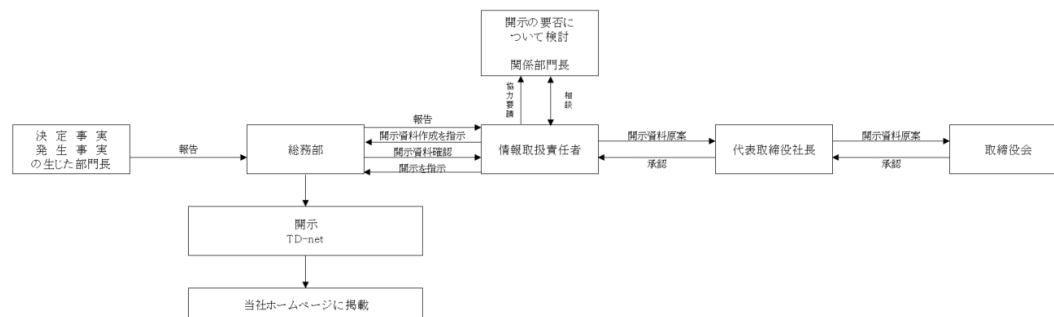 開示の要否に
ついて検討
関係部門長
協力要請
相談
決定事実
発生事実
の生じた部門長
報告
総務部
報告
開示資料作成を指示
開示資料確認
開示を指示
情報取扱責任者
開示資料原案
承認
代表取締役社長
開示資料原案
承認
取締役会
開示
TD-net
当社ホームページに掲載